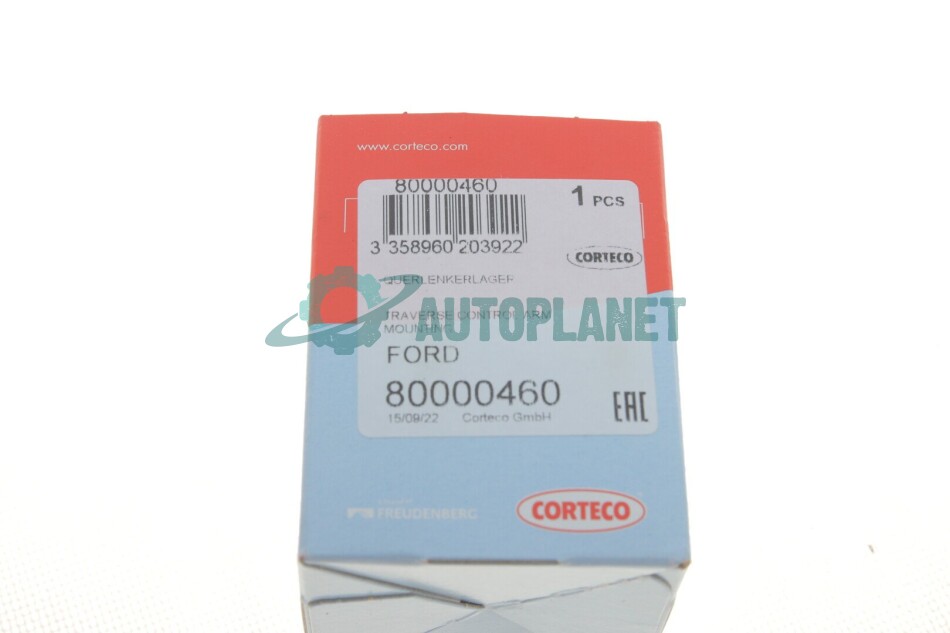 www.corteco.com
80000460
1 PCS
3 358960 203922
CORTECO
QUERLENKERLAGER
AUTOPLANET
TRAVERSE CONTROL ARM
MOUNTING
FORD
80000460
EAC
15/09/22 Corteco GmbH
FREUDENBERG
CORTECO